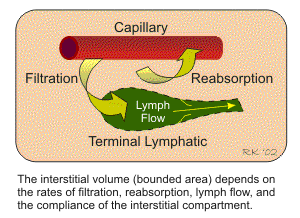 Capillary
Filtration
Reabsorption
Lymph
Flow
Terminal Lymphatic
RK '02
The interstitial volume (bounded area) depends on
the rates of filtration, reabsorption, lymph flow, and
the compliance of the interstitial compartment.